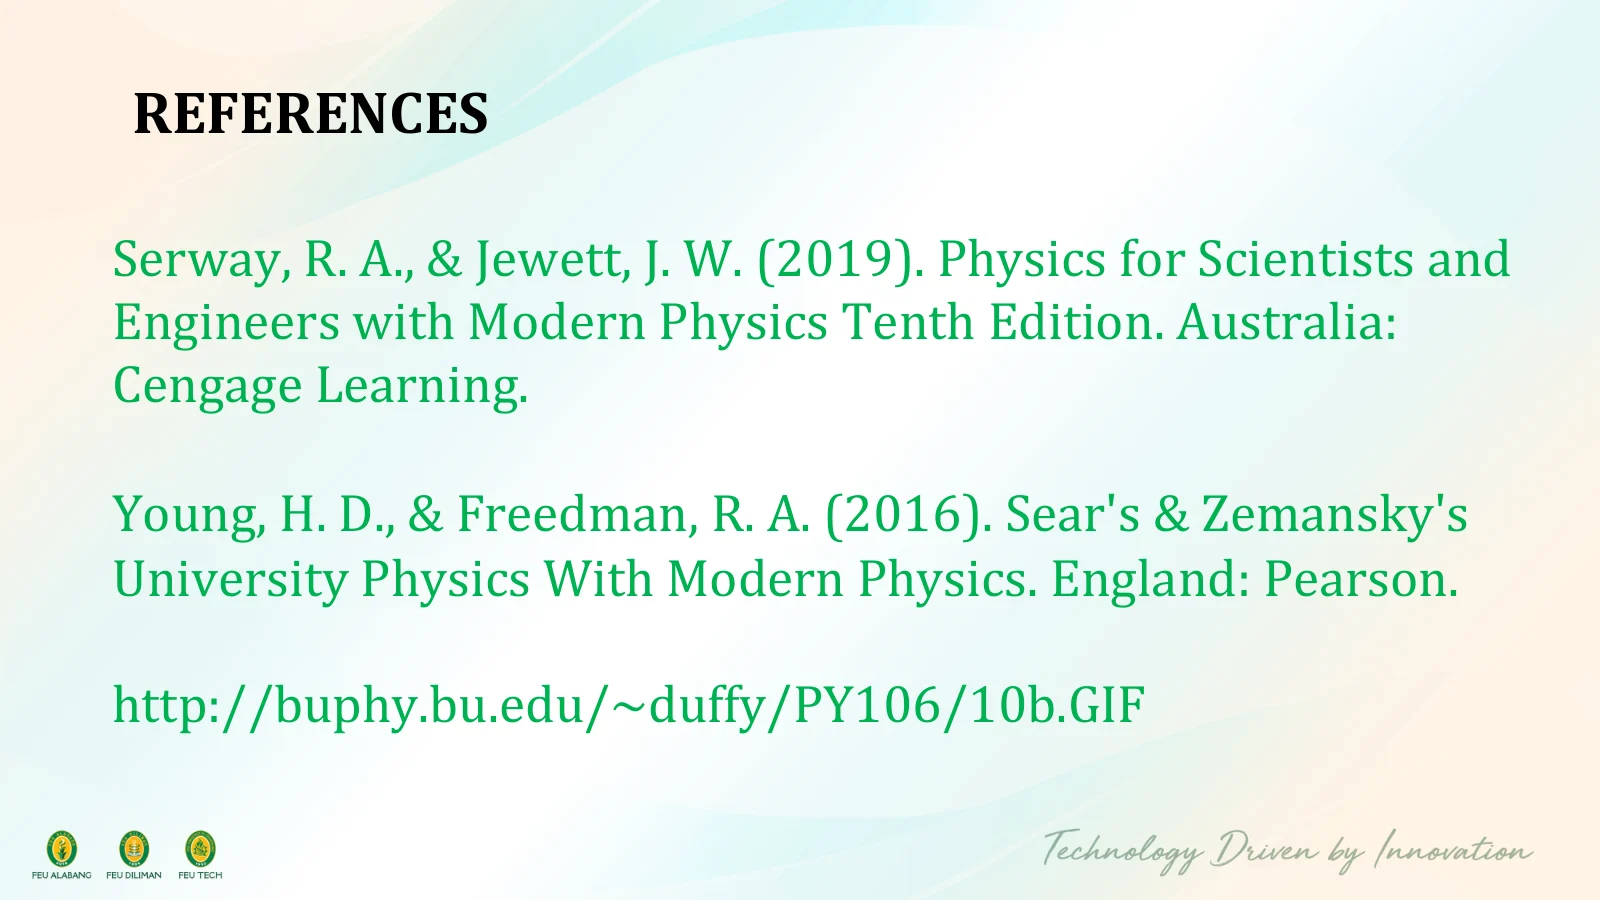 REFERENCES
Serway, R. A., & Jewett, J. W. (2019). Physics for Scientists and
Engineers with Modern Physics Tenth Edition. Australia:
Cengage Learning.
Young, H. D., & Freedman, R. A. (2016). Sear's & Zemansky's
University Physics With Modern Physics. England: Pearson.
http://buphy.bu.edu/~duffy/PY106/10b.GIF
FEU ALABANG FEU DILIMAN FEU TECH
Technology Driven by Innovation